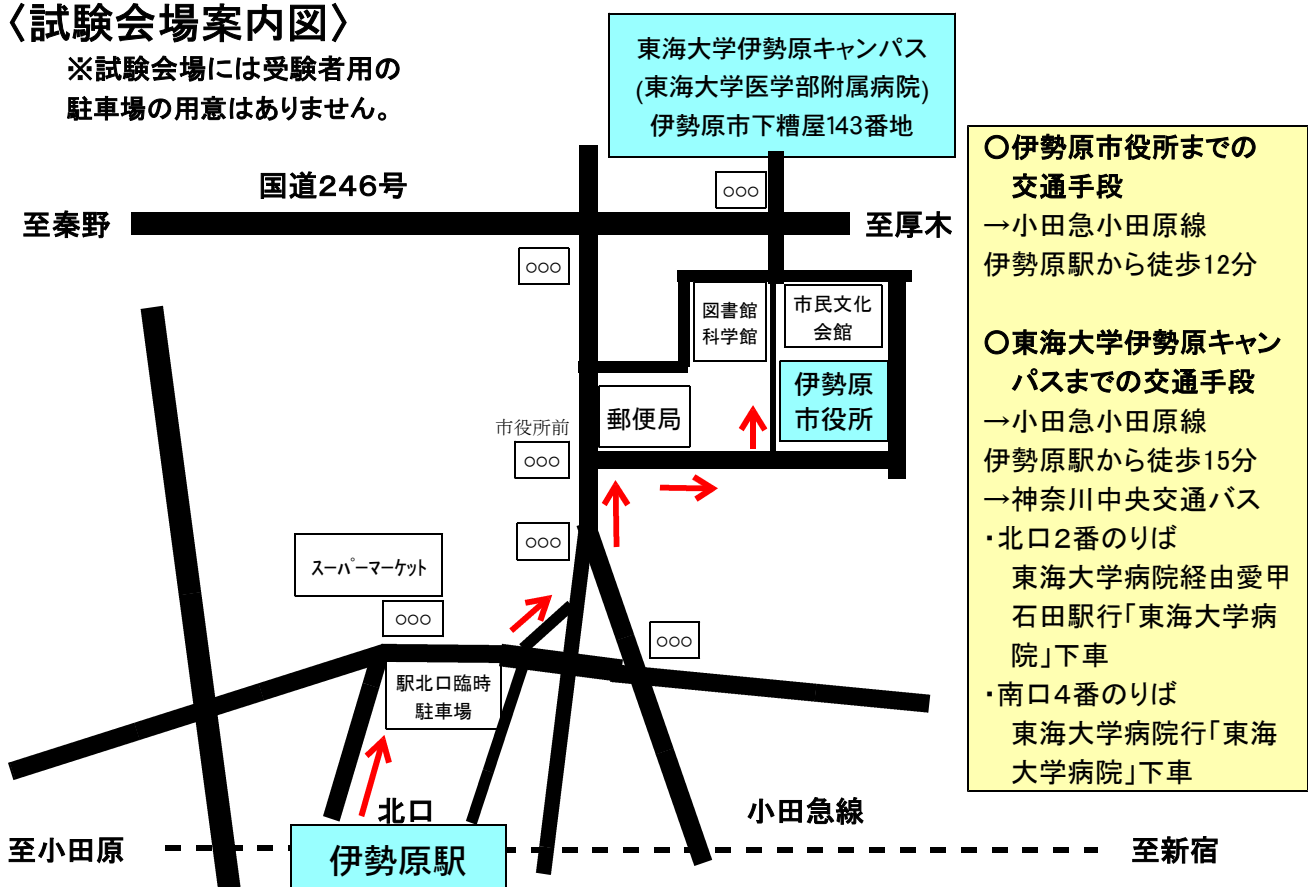 〈試験会場案内図〉
※試験会場には受験者用の
駐車場の用意はありません。
東海大学伊勢原キャンパス
(東海大学医学部附属病院)
伊勢原市下糟屋143番地
国道246号
至秦野
至厚木
○○○
○○○
図書館
科学館
市民文化
会館
伊勢原
市役所
郵便局
市役所前
○○○
○○○
スーパーマーケット
○○○
○○○
駅北口臨時
駐車場
北口
小田急線
至小田原
伊勢原駅
至新宿
○伊勢原市役所までの
交通手段
→小田急小田原線
伊勢原駅から徒歩12分
○東海大学伊勢原キャン
パスまでの交通手段
→小田急小田原線
伊勢原駅から徒歩15分
→神奈川中央交通バス
・北口2番のりば
東海大学病院経由愛甲
石田駅行「東海大学病
院」下車
・南口4番のりば
東海大学病院行「東海
大学病院」下車